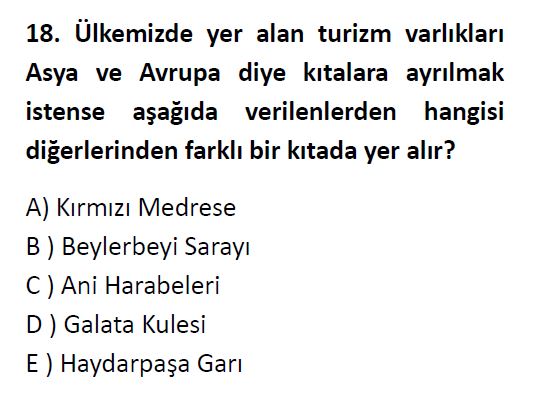 18. Ülkemizde yer alan turizm varlıkları
Asya ve Avrupa diye kıtalara ayrılmak
istense aşağıda verilenlerden hangisi
diğerlerinden farklı bir kıtada yer alır?
A) Kırmızı Medrese
B ) Beylerbeyi Sarayı
C ) Ani Harabeleri
D ) Galata Kulesi
E ) Haydarpaşa Garı